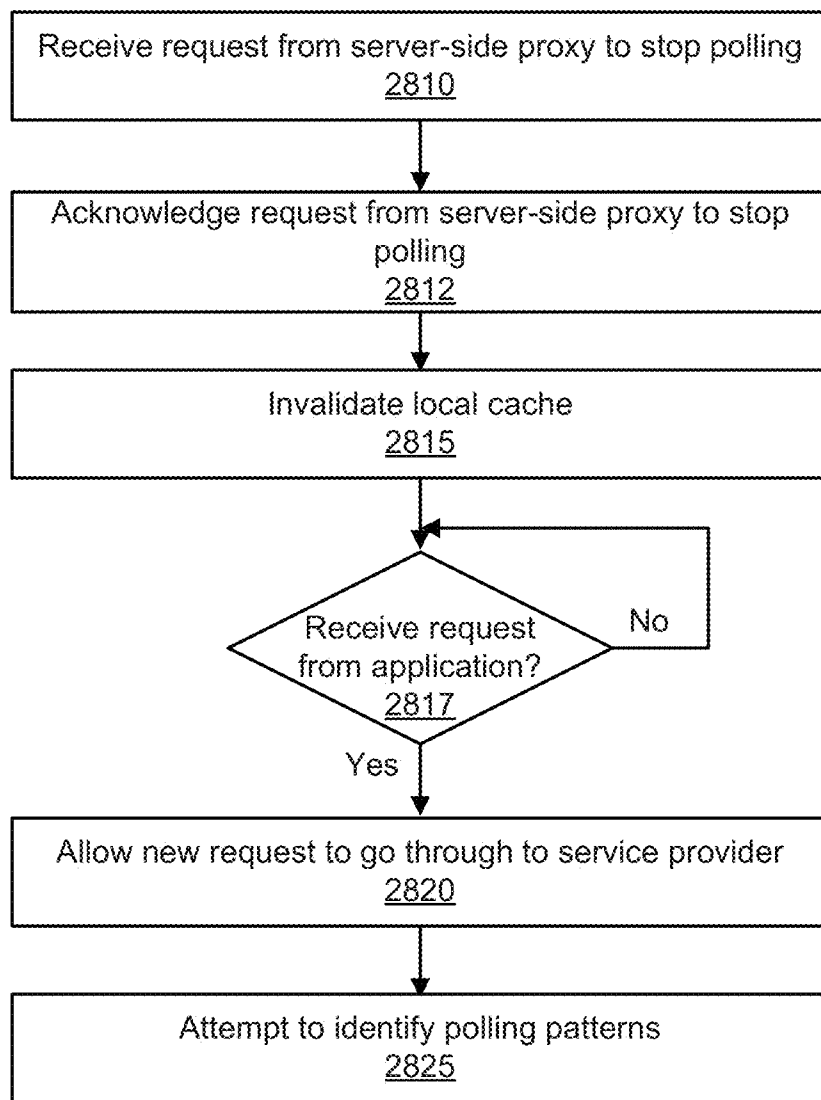 Receive request from server-side proxy to stop polling
2810
Acknowledge request from server-side proxy to stop
polling
2812
Invalidate local cache
2815
Receive request
from application?
2817
No
Yes
Allow new request to go through to service provider
2820
Attempt to identify polling patterns
2825